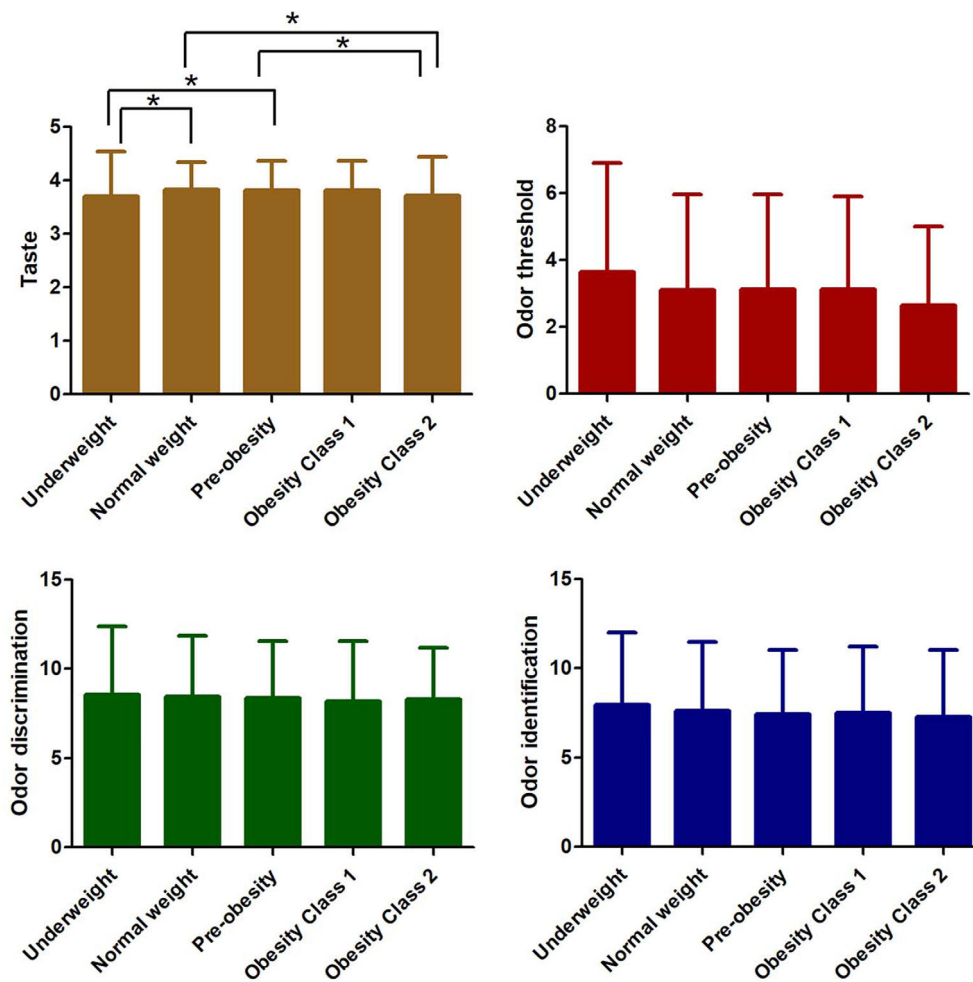 *
*
*
*
Taste
5
4
3
2
1
0
Underweight
Normal weight
Pre-obesity
Obesity Class 1
Obesity Class 2
Odor threshold
8
6
4
2
0
Underweight
Normal weight
Pre-obesity
Obesity Class 1
Obesity Class 2
Odor discrimination
15
10
5
0
Underweight
Normal weight
Pre-obesity
Obesity Class 1
Obesity Class 2
Odor identification
15
10
5
0
Underweight
Normal weight
Pre-obesity
Obesity Class 1
Obesity Class 2